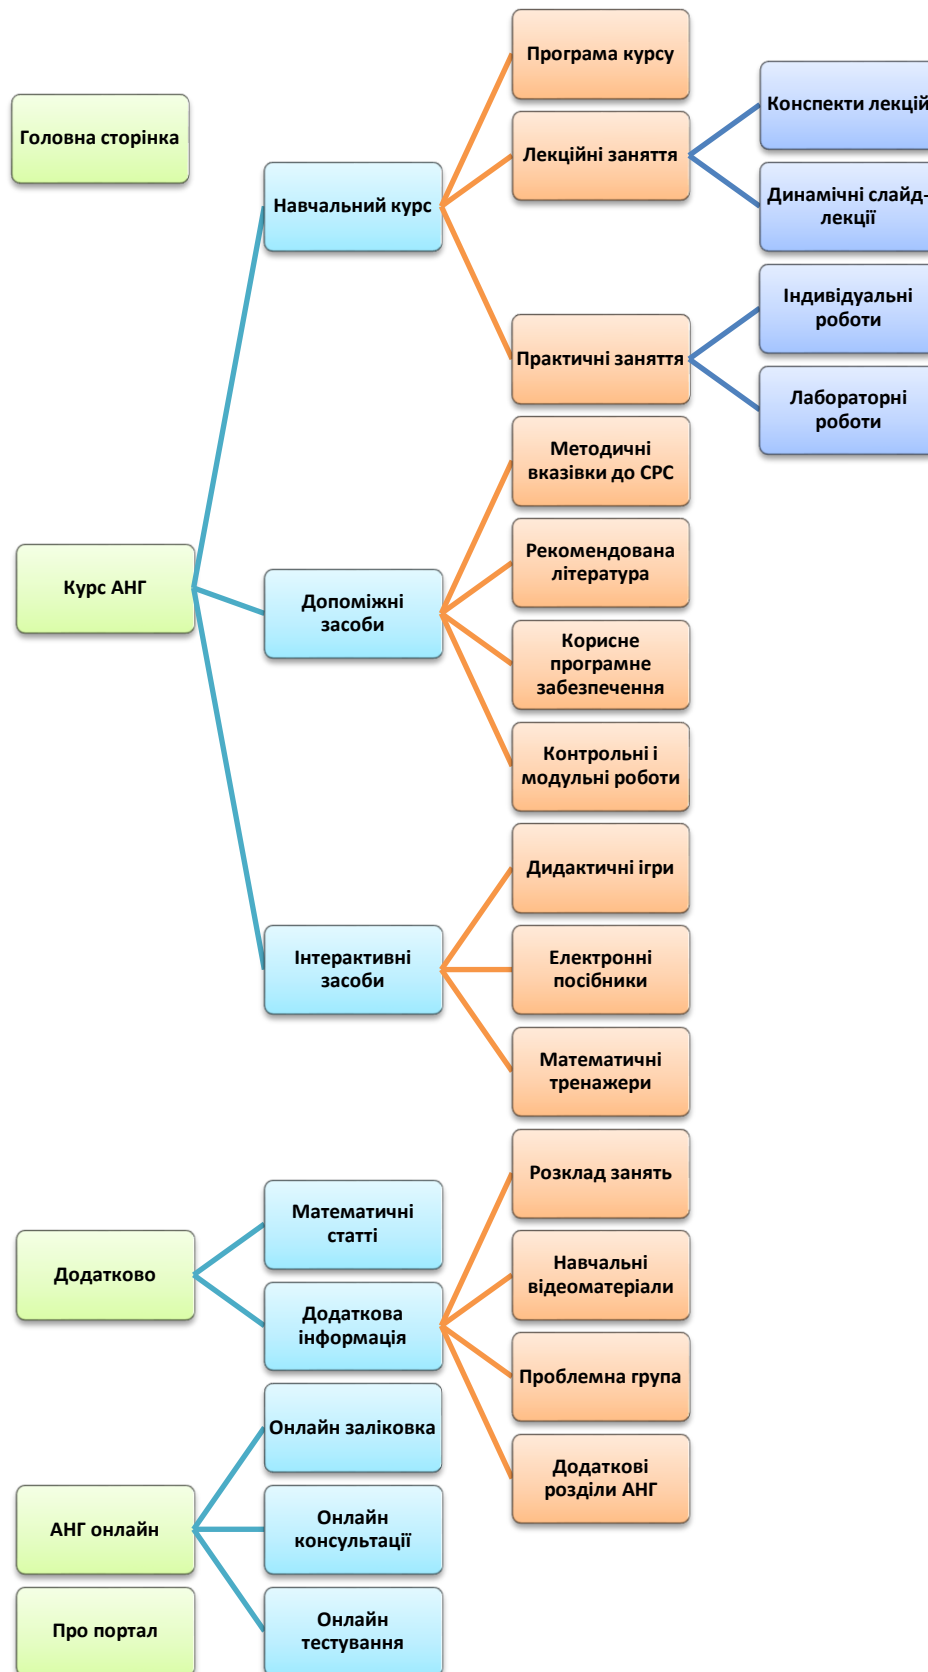 Головна сторінка
Курс АНГ
Навчальний курс
Програма курсу
Лекційні заняття
Конспекти лекцій
Динамічні слайд-
лекції
Практичні заняття
Індивідуальні
роботи
Лабораторні
роботи
Допоміжні
засоби
Методичні
вказівки до СРС
Рекомендована
література
Корисне
програмне
забезпечення
Контрольні і
модульні роботи
Інтерактивні
засоби
Дидактичні ігри
Електронні
посібники
Математичні
тренажери
Додатково
Математичні
статті
Додаткова
інформація
Розклад занять
Навчальні
відеоматеріали
Проблемна група
Додаткові
розділи АНГ
АНГ онлайн
Онлайн заліковка
Онлайн
консультації
Онлайн
тестування
Про портал